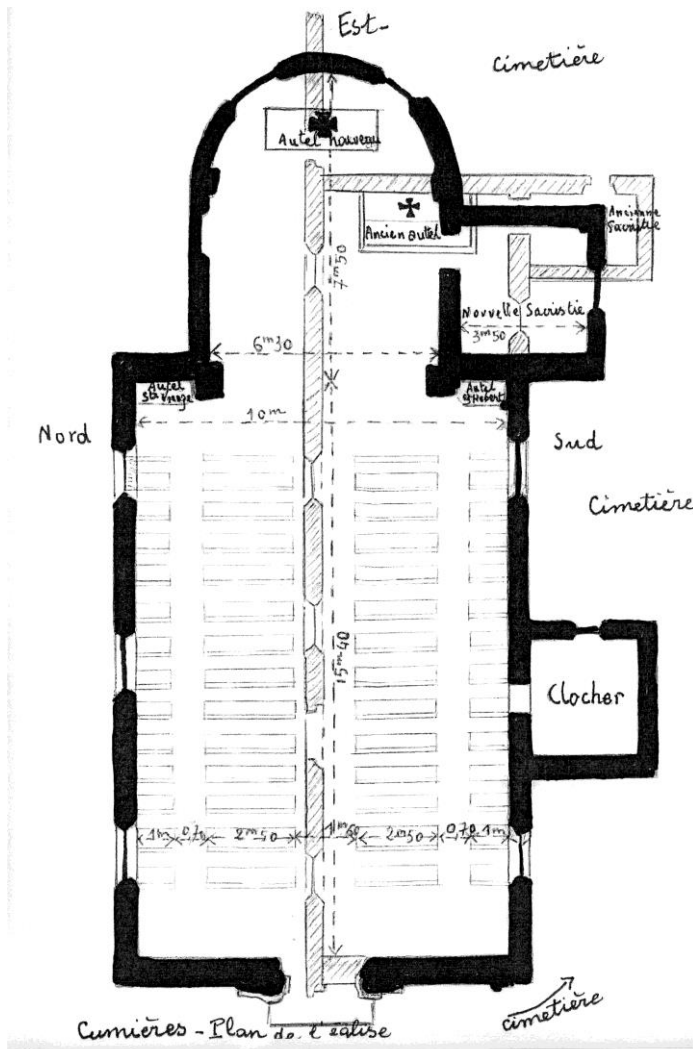 Est-
Cimetière
Autel nouveau
Ancien autel
Ancienne
Sacristie
7m50
Nouvelle Sacristie
3m50
6m30
Autel
Ste Vierge
Autel
St Hubert
10m
Nord
Sud
Cimetière
15m40
Clocher
1m 0,70 2m50 1m60 2m50 0,70 1m
cimetière
Cumières - Plan de l'église